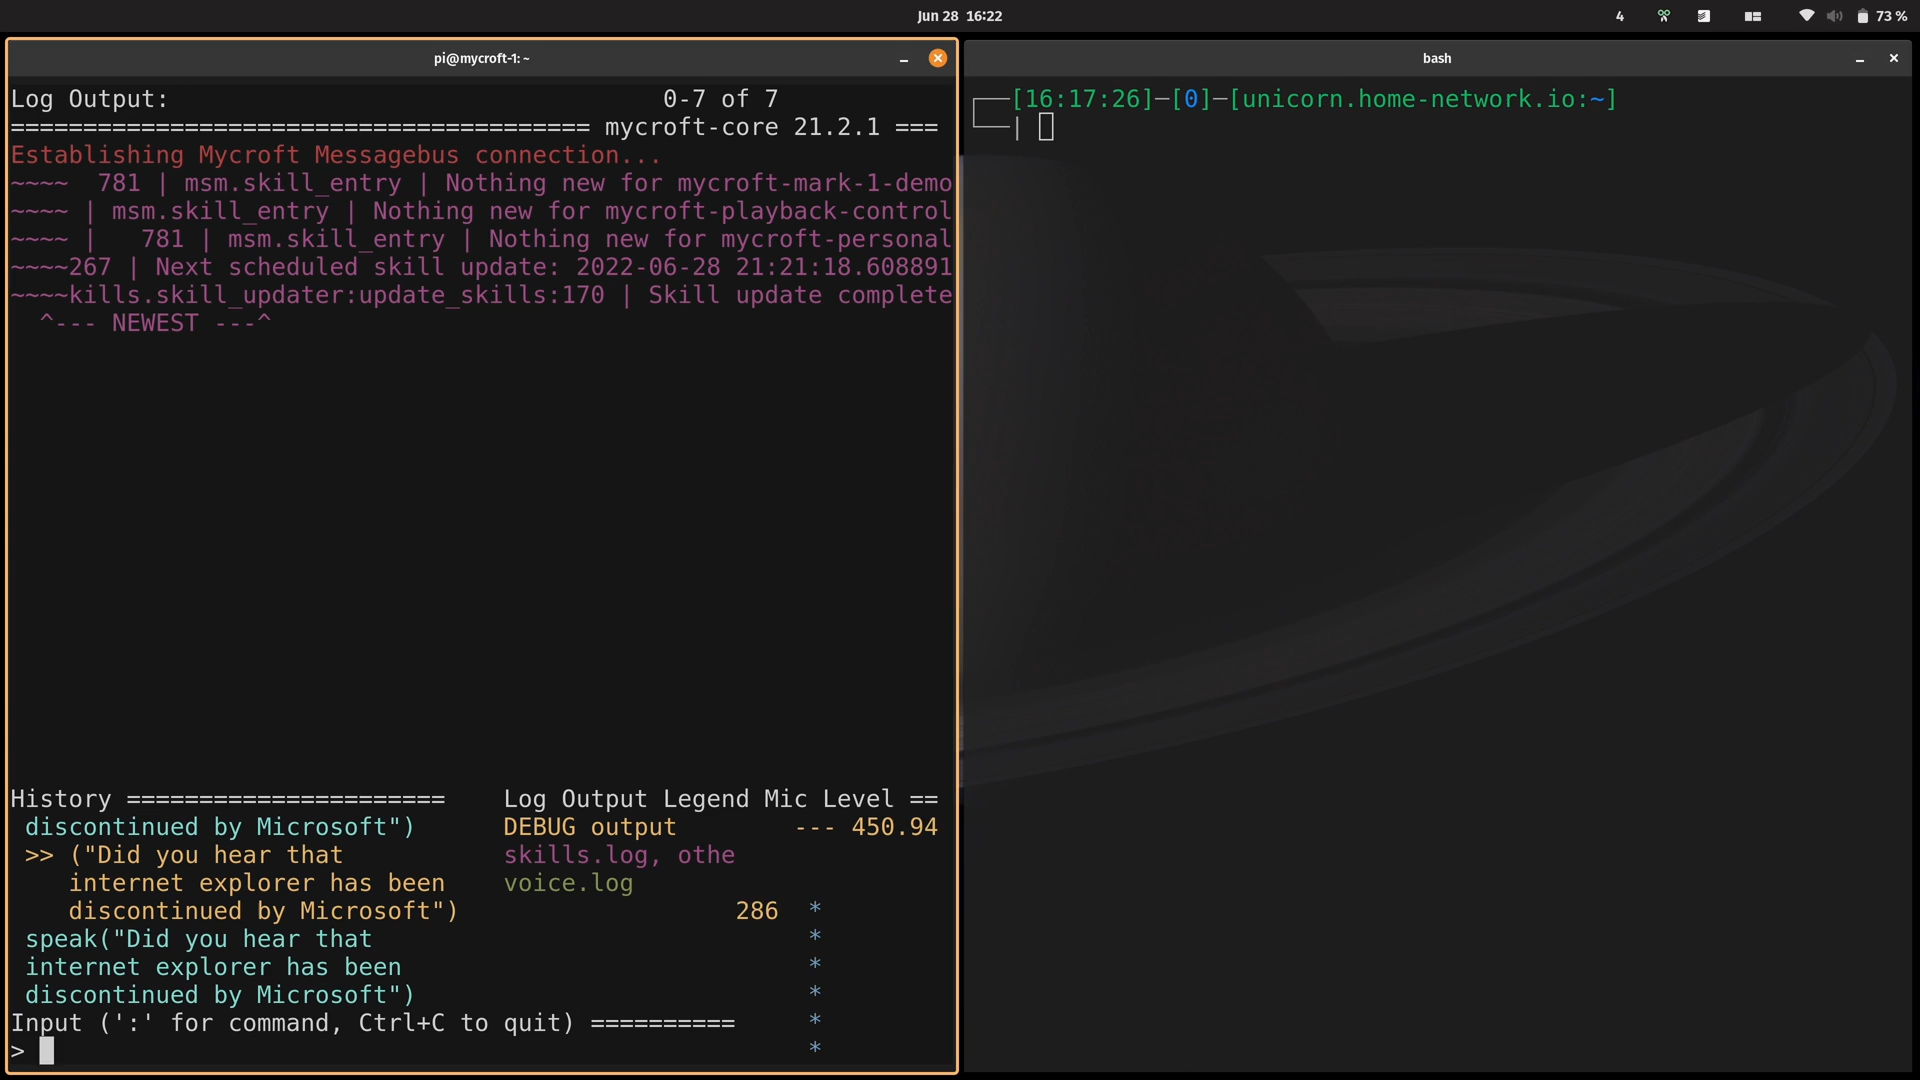 Jun 28 16:22
4
73 %
pi@mycroft-1: ~
Log Output: 0-7 of 7
======================================== mycroft-core 21.2.1 ===
Establishing Mycroft Messagebus connection...
~~~~  781 | msm.skill_entry | Nothing new for mycroft-mark-1-demo
~~~~ | msm.skill_entry | Nothing new for mycroft-playback-control
~~~~ |   781 | msm.skill_entry | Nothing new for mycroft-personal
~~~~267 | Next scheduled skill update: 2022-06-28 21:21:18.608891
~~~~kills.skill_updater:update_skills:170 | Skill update complete
^--- NEWEST ---^
History ======================
discontinued by Microsoft")
>> ("Did you hear that
internet explorer has been
discontinued by Microsoft")
speak("Did you hear that
internet explorer has been
discontinued by Microsoft")
Log Output Legend
DEBUG output
skills.log, othe
voice.log
Mic Level ==
--- 450.94
286 *
*
*
*
*
*
Input (':' for command, Ctrl+C to quit) ==========
>
bash
┌──[16:17:26]─[0]─[unicorn.home-network.io:~]
└──|